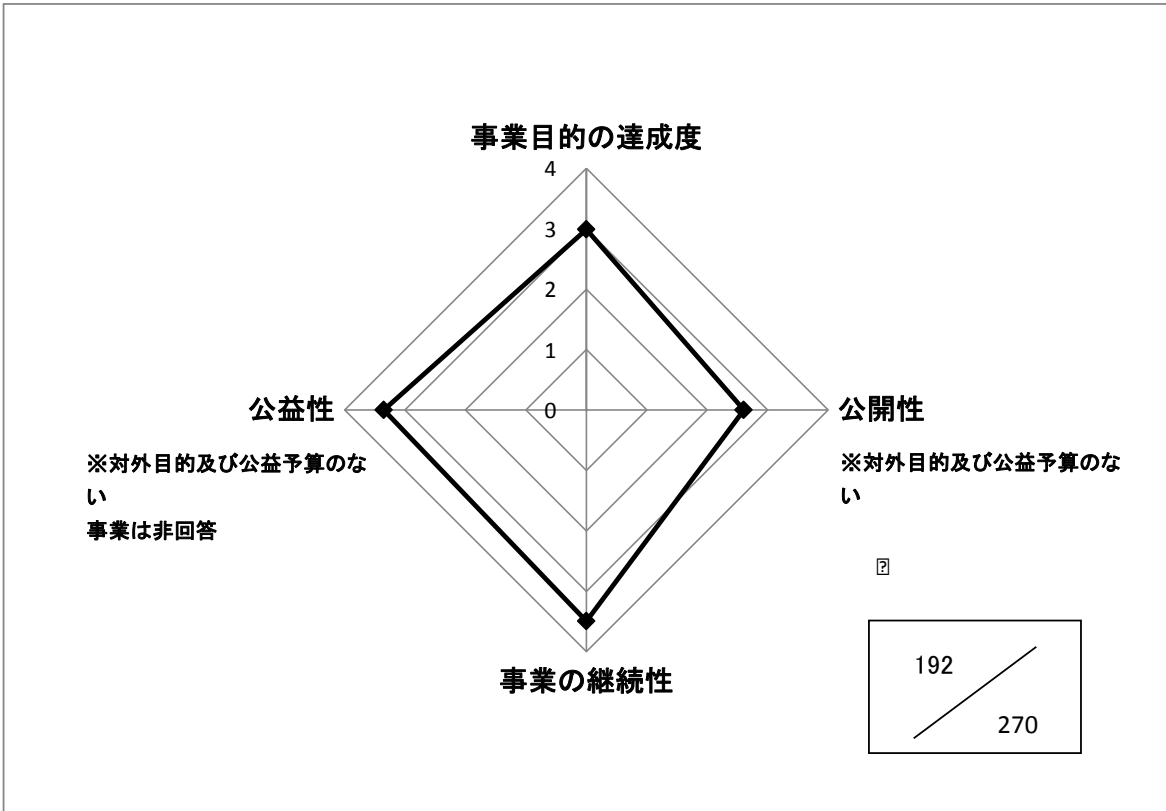 事業目的の達成度
4
3
2
1
0
公益性
※対外目的及び公益予算のな
い
事業は非回答
公開性
※対外目的及び公益予算のな
い
?
事業の継続性
192
270